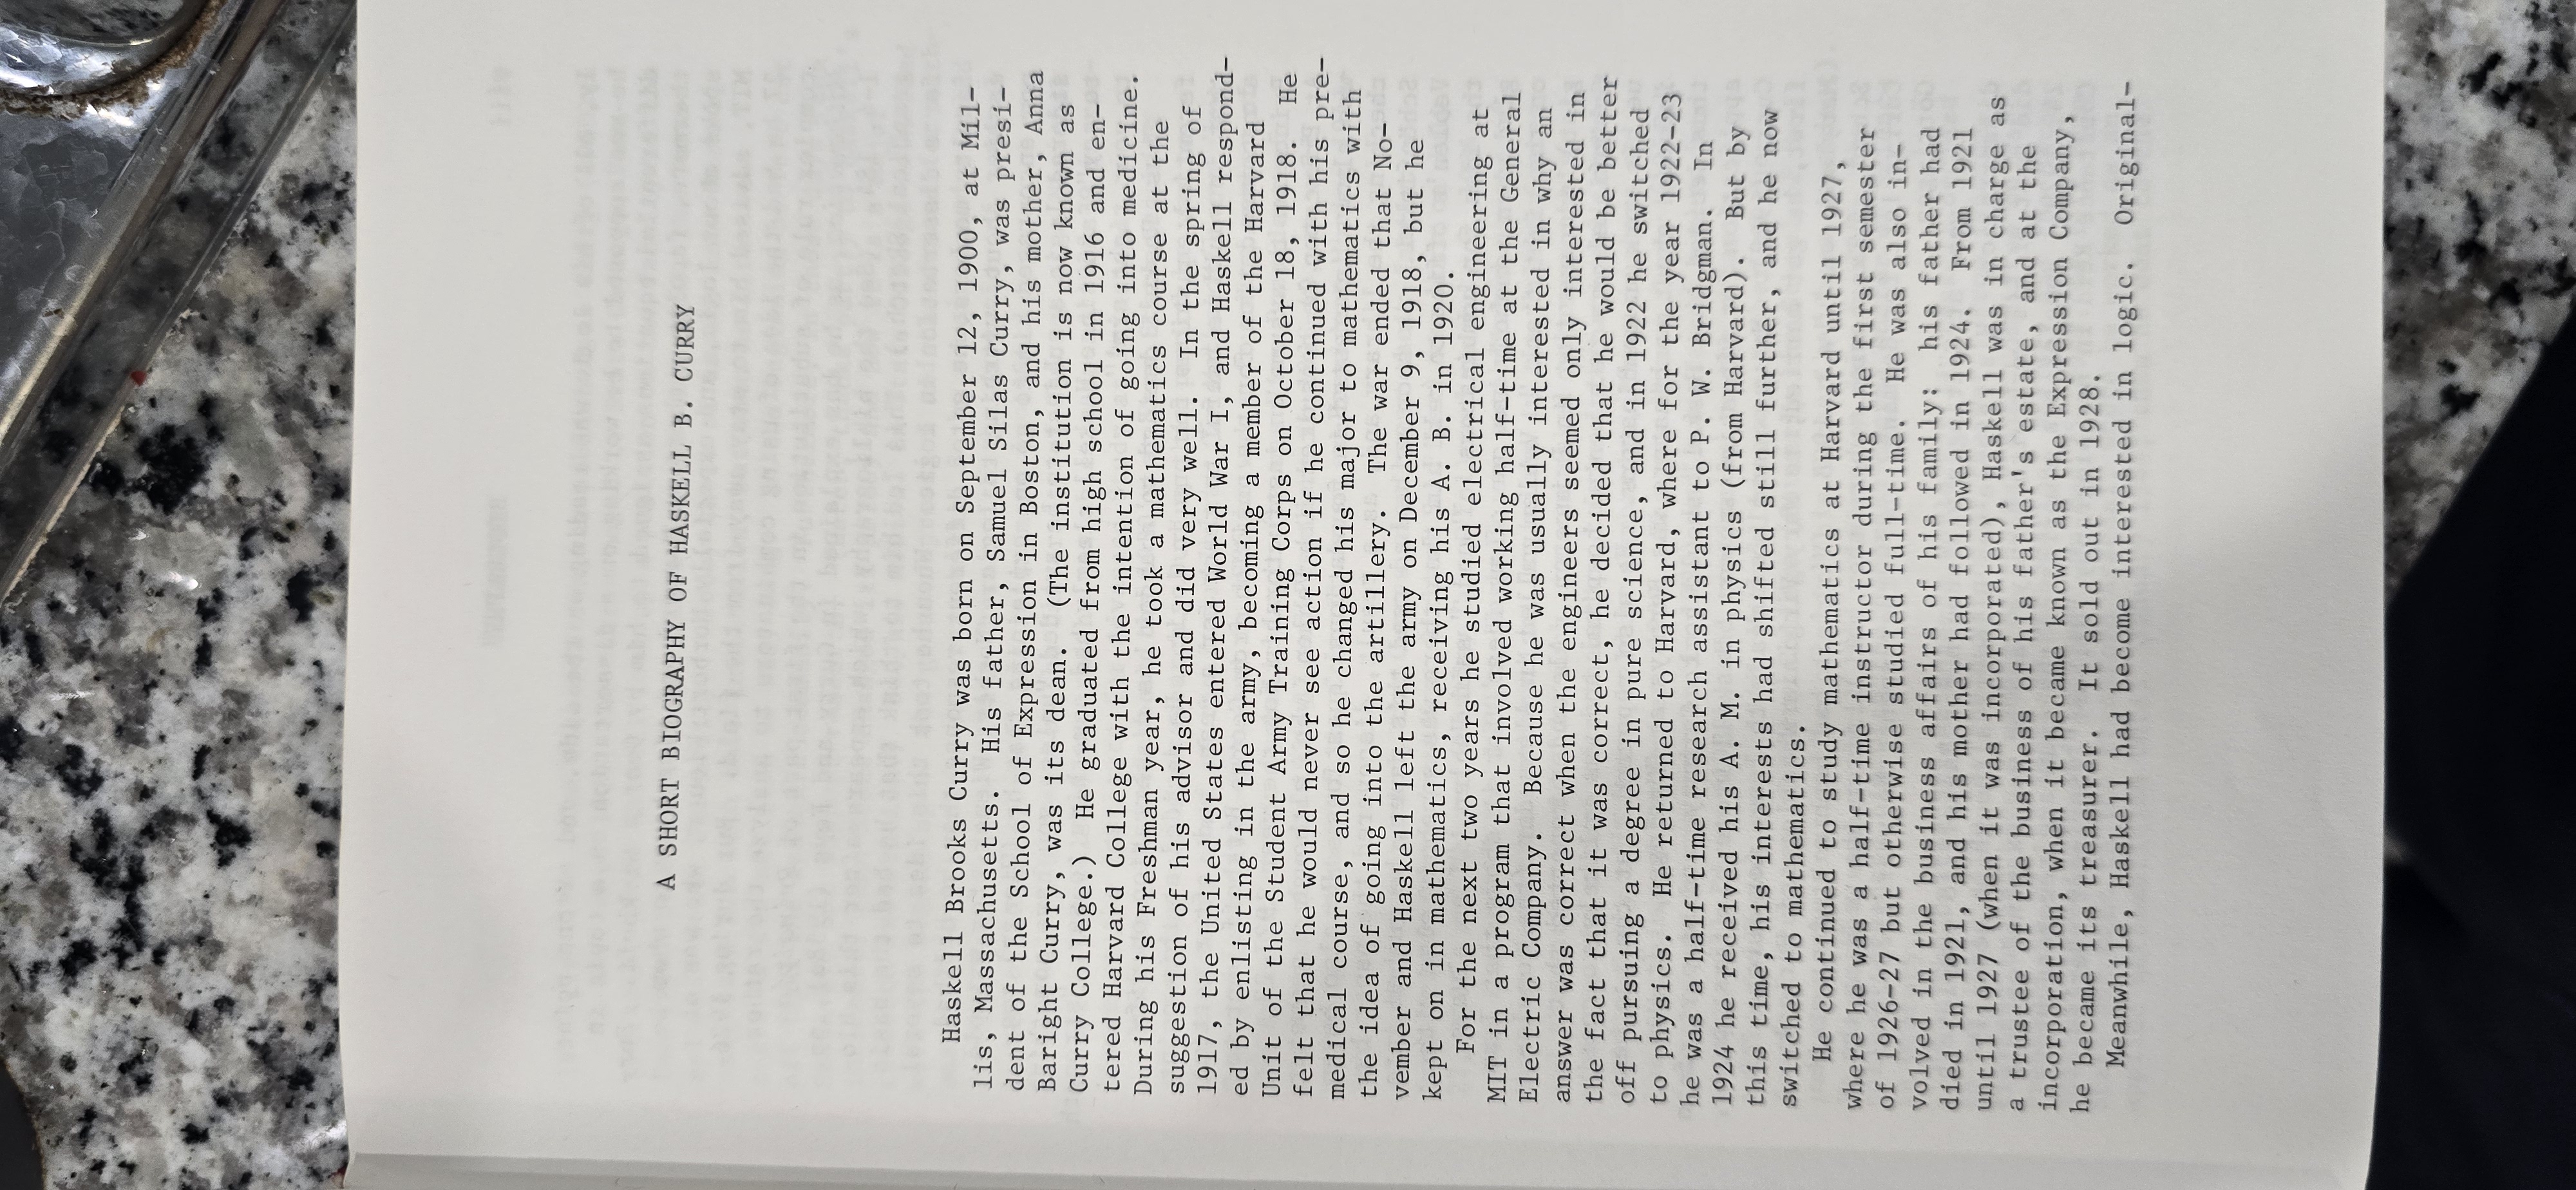 A SHORT BIOGRAPHY OF HASKELL B. CURRY
Haskell Brooks Curry was born on September 12, 1900, at Mil-
lis, Massachusetts.  His father, Samuel Silas Curry, was presi-
dent of the School of Expression in Boston, and his mother, Anna
Baright Curry, was its dean.  (The institution is now known as
Curry College.)  He graduated from high school in 1916 and en-
tered Harvard College with the intention of going into medicine.
During his Freshman year, he took a mathematics course at the
suggestion of his advisor and did very well.  In the spring of
1917, the United States entered World War I, and Haskell respond-
ed by enlisting in the army, becoming a member of the Harvard
Unit of the Student Army Training Corps on October 18, 1918.  He
felt that he would never see action if he continued with his pre-
medical course, and so he changed his major to mathematics with
the idea of going into the artillery.  The war ended that No-
vember and Haskell left the army on December 9, 1918, but he
kept on in mathematics, receiving his A. B. in 1920.
For the next two years he studied electrical engineering at
MIT in a program that involved working half-time at the General
Electric Company.  Because he was usually interested in why an
answer was correct when the engineers seemed only interested in
the fact that it was correct, he decided that he would be better
off pursuing a degree in pure science, and in 1922 he switched
to physics.  He returned to Harvard, where for the year 1922-23
he was a half-time research assistant to P. W. Bridgman.  In
1924 he received his A. M. in physics (from Harvard).  But by
this time, his interests had shifted still further, and he now
switched to mathematics.
He continued to study mathematics at Harvard until 1927,
where he was a half-time instructor during the first semester
of 1926-27 but otherwise studied full-time.  He was also in-
volved in the business affairs of his family:  his father had
died in 1921, and his mother had followed in 1924.  From 1921
until 1927 (when it was incorporated), Haskell was in charge as
a trustee of the business of his father's estate, and at the
incorporation, when it became known as the Expression Company,
he became its treasurer.  It sold out in 1928.
Meanwhile, Haskell had become interested in logic.  Original-